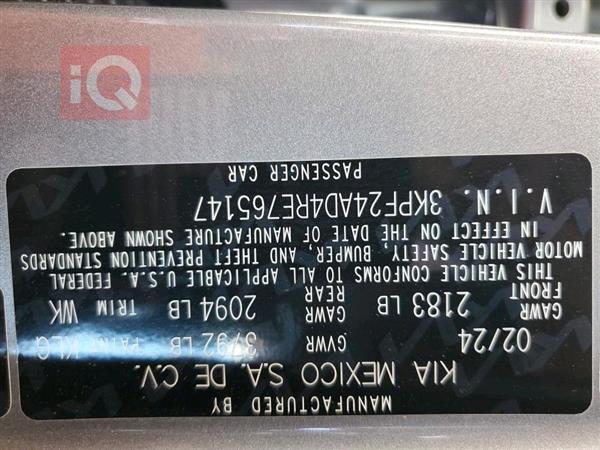 iQ
MANUFACTURED BY
KIA MEXICO S.A. DE C.V.
02/24 GVWR 3792 LB PAINT KLG
GAWR FRONT 2183 LB GAWR REAR 2094 LB TRIM WK
THIS VEHICLE CONFORMS TO ALL APPLICABLE U.S.A. FEDERAL
MOTOR VEHICLE SAFETY, BUMPER, AND THEFT PREVENTION STANDARDS
IN EFFECT ON THE DATE OF MANUFACTURE SHOWN ABOVE.
V.I.N. 3KPF24AD4RE765147
PASSENGER CAR